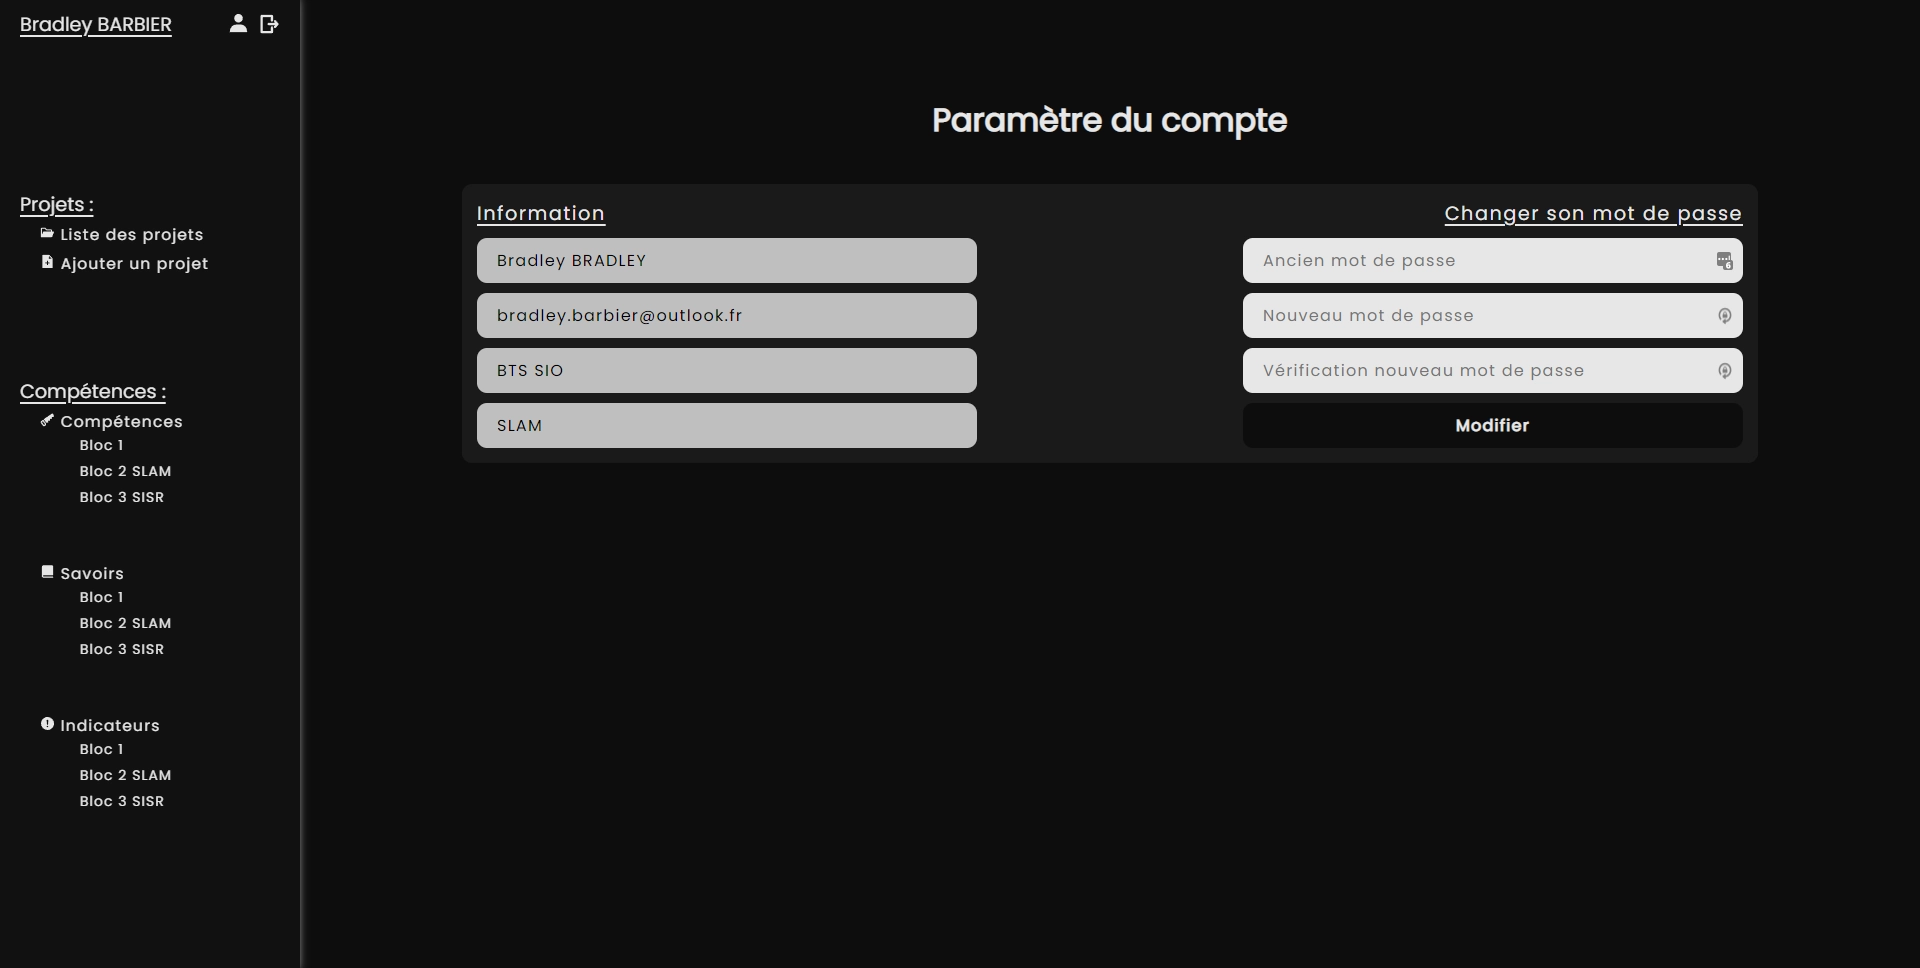 Bradley BARBIER
Projets :
Liste des projets
Ajouter un projet
Compétences :
Compétences
Bloc 1
Bloc 2 SLAM
Bloc 3 SISR
Savoirs
Bloc 1
Bloc 2 SLAM
Bloc 3 SISR
Indicateurs
Bloc 1
Bloc 2 SLAM
Bloc 3 SISR
Paramètre du compte
Information
Bradley BRADLEY
bradley.barbier@outlook.fr
BTS SIO
SLAM
Changer son mot de passe
Ancien mot de passe
Nouveau mot de passe
Vérification nouveau mot de passe
Modifier